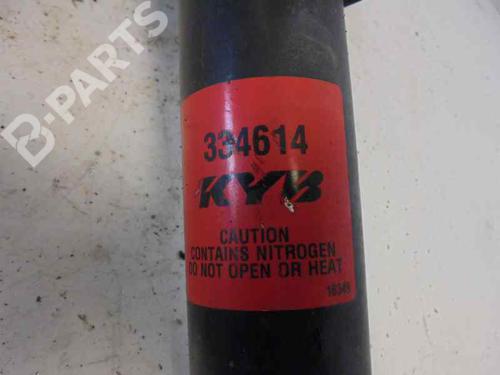 B-PARTS
334614
KYB
CAUTION
CONTAINS NITROGEN
DO NOT OPEN OR HEAT
16349